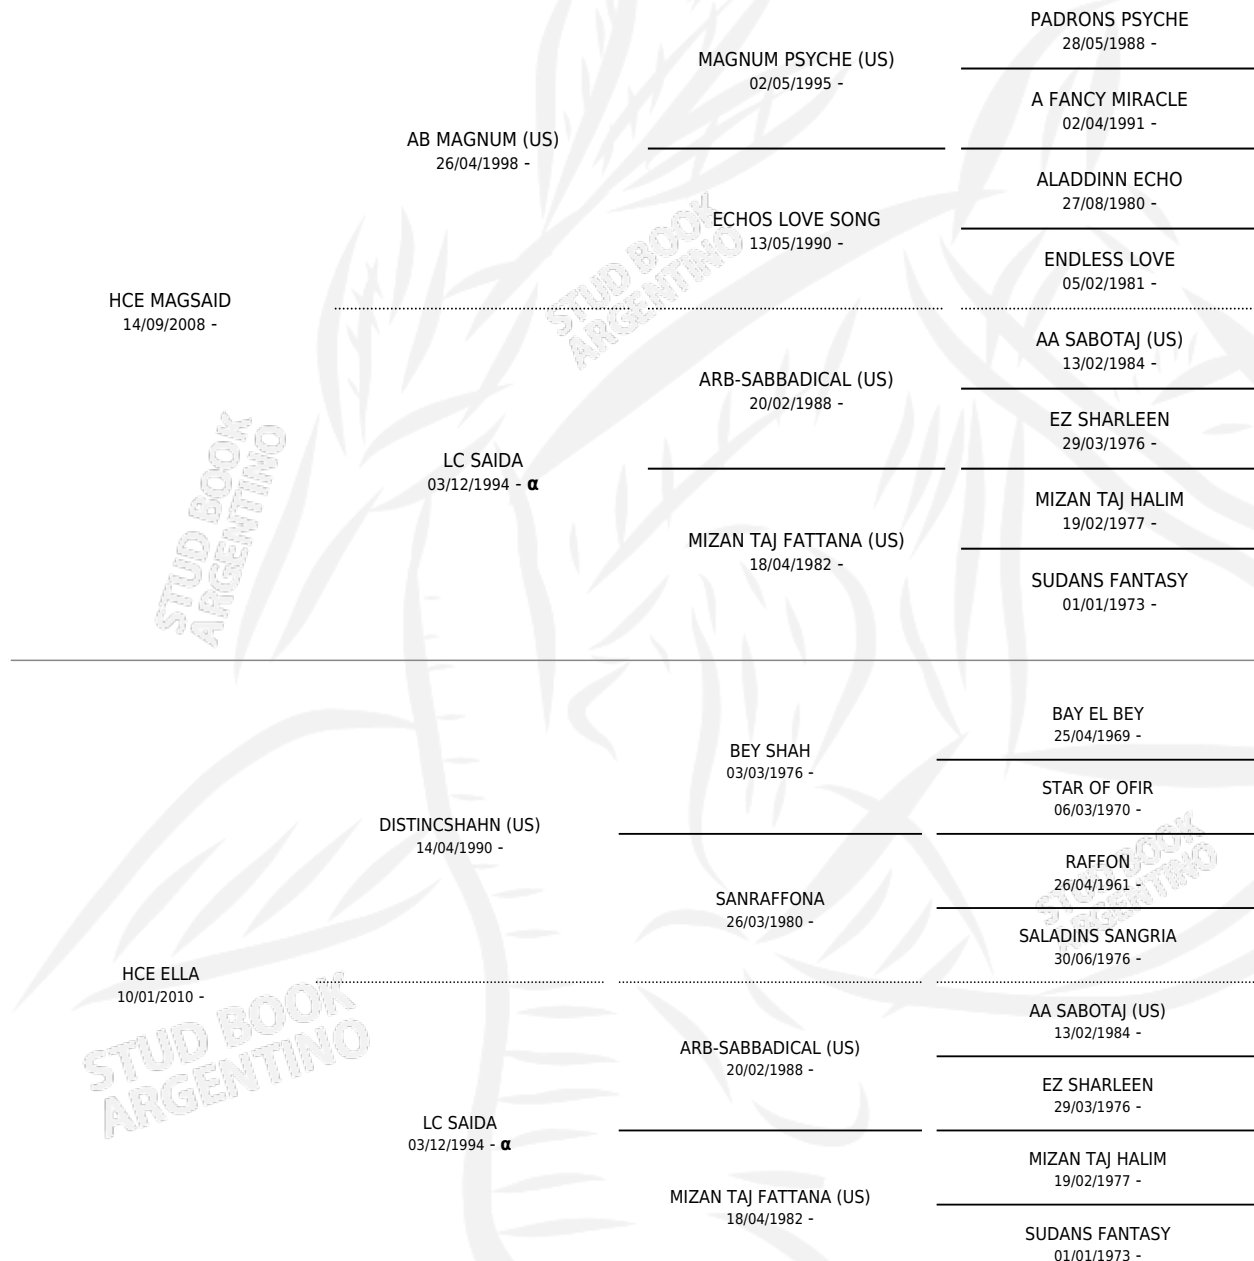 PADRONS PSYCHE
28/05/1988 -
MAGNUM PSYCHE (US)
02/05/1995 -
A FANCY MIRACLE
02/04/1991 -
AB MAGNUM (US)
26/04/1998 -
ALADDINN ECHO
27/08/1980 -
ECHOS LOVE SONG
13/05/1990 -
ENDLESS LOVE
05/02/1981 -
HCE MAGSAID
14/09/2008 -
STUD BOOK
ARGENTINO
AA SABOTAJ (US)
13/02/1984 -
ARB-SABBADICAL (US)
20/02/1988 -
EZ SHARLEEN
29/03/1976 -
LC SAIDA
03/12/1994 - α
MIZAN TAJ HALIM
19/02/1977 -
MIZAN TAJ FATTANA (US)
18/04/1982 -
SUDANS FANTASY
01/01/1973 -
STUD BOOK
ARGENTINO
BAY EL BEY
25/04/1969 -
BEY SHAH
03/03/1976 -
STAR OF OFIR
06/03/1970 -
DISTINCSHAHN (US)
14/04/1990 -
RAFFON
26/04/1961 -
SANRAFFONA
26/03/1980 -
SALADINS SANGRIA
30/06/1976 -
STUD BOOK
ARGENTINO
HCE ELLA
10/01/2010 -
STUD BOOK
ARGENTINO
AA SABOTAJ (US)
13/02/1984 -
ARB-SABBADICAL (US)
20/02/1988 -
EZ SHARLEEN
29/03/1976 -
LC SAIDA
03/12/1994 - α
MIZAN TAJ HALIM
19/02/1977 -
MIZAN TAJ FATTANA (US)
18/04/1982 -
SUDANS FANTASY
01/01/1973 -